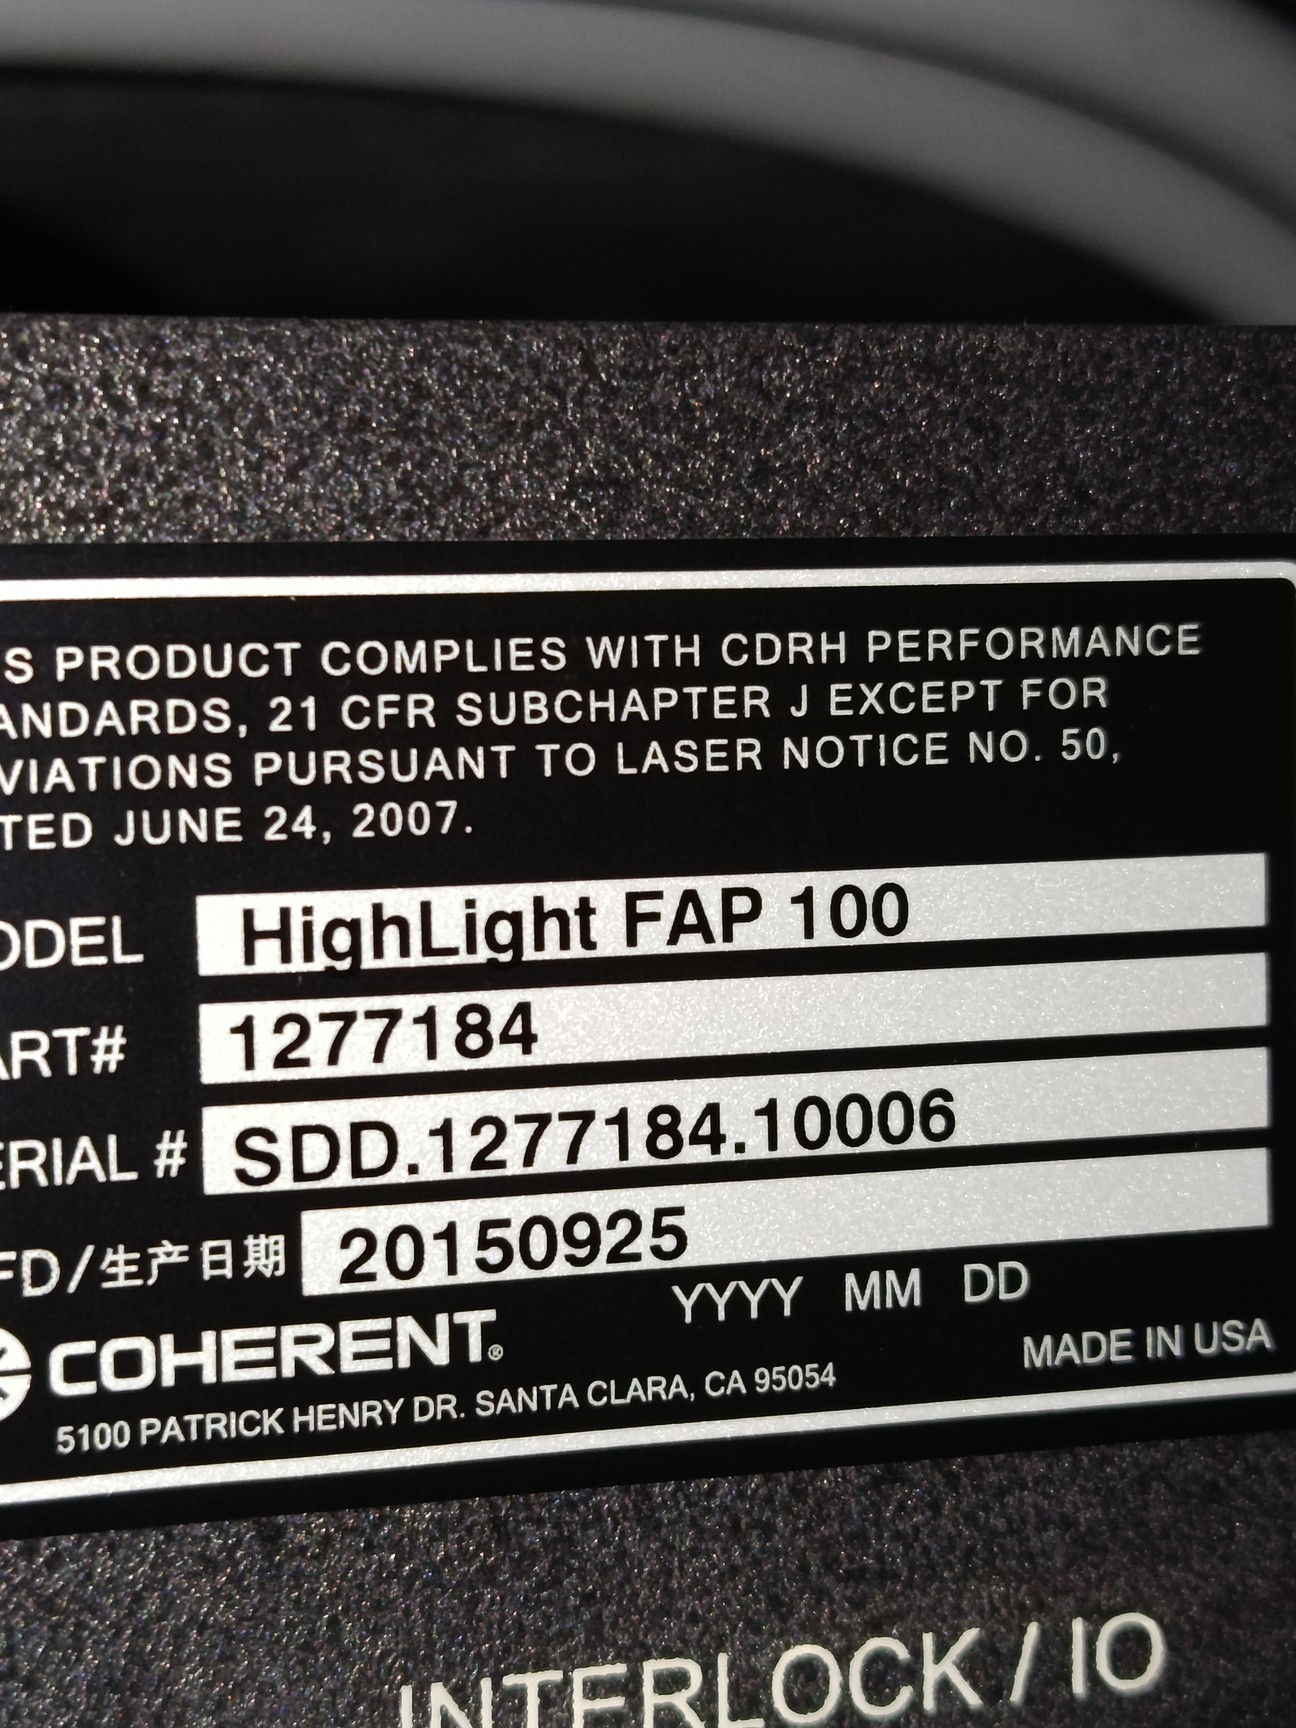 S PRODUCT COMPLIES WITH CDRH PERFORMANCE
ANDARDS, 21 CFR SUBCHAPTER J EXCEPT FOR
VIATIONS PURSUANT TO LASER NOTICE NO. 50,
TED JUNE 24, 2007.
ODEL HighLight FAP 100
ART# 1277184
ERIAL # SDD.1277184.10006
FD/生产日期 20150925
YYYY MM DD
COHERENT®
MADE IN USA
5100 PATRICK HENRY DR. SANTA CLARA, CA 95054
INTERLOCK / IO